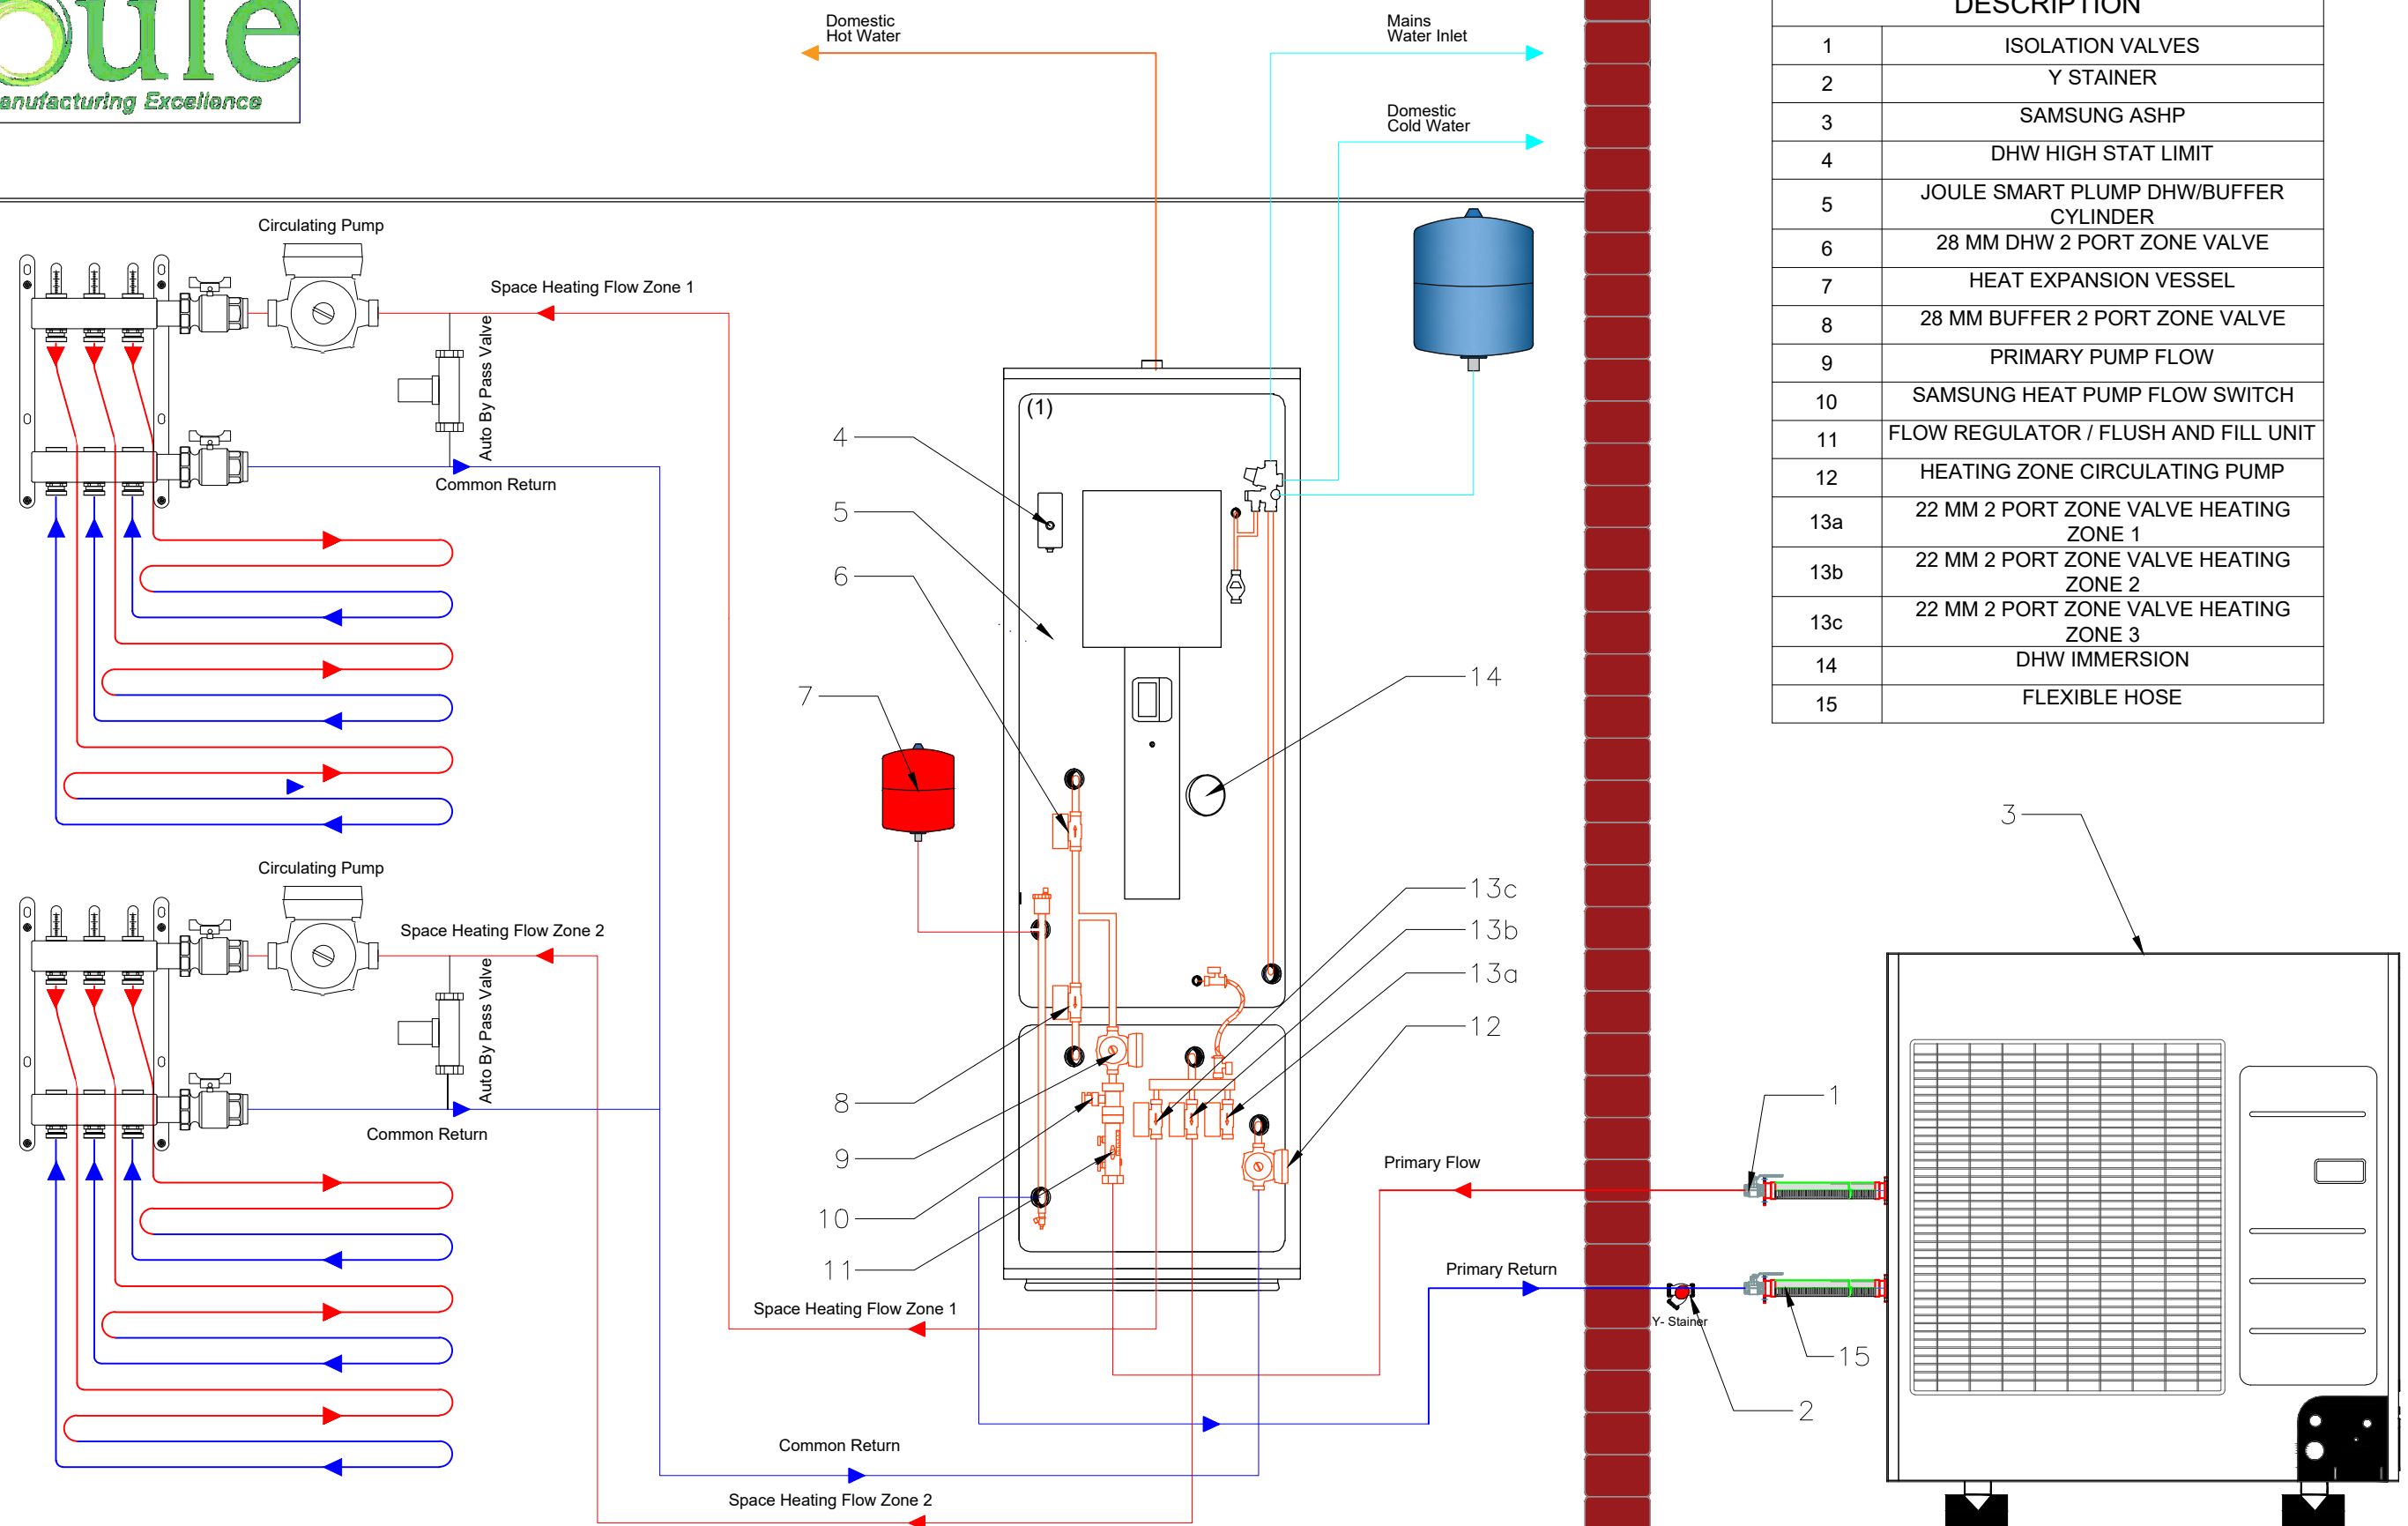 oule
anufacturing Excellence
Domestic
Hot Water
Mains
Water Inlet
Domestic
Cold Water
DESCRIPTION
1 ISOLATION VALVES
2 Y STAINER
3 SAMSUNG ASHP
4 DHW HIGH STAT LIMIT
5 JOULE SMART PLUMP DHW/BUFFER
CYLINDER
6 28 MM DHW 2 PORT ZONE VALVE
7 HEAT EXPANSION VESSEL
8 28 MM BUFFER 2 PORT ZONE VALVE
9 PRIMARY PUMP FLOW
10 SAMSUNG HEAT PUMP FLOW SWITCH
11 FLOW REGULATOR / FLUSH AND FILL UNIT
12 HEATING ZONE CIRCULATING PUMP
13a 22 MM 2 PORT ZONE VALVE HEATING
ZONE 1
13b 22 MM 2 PORT ZONE VALVE HEATING
ZONE 2
13c 22 MM 2 PORT ZONE VALVE HEATING
ZONE 3
14 DHW IMMERSION
15 FLEXIBLE HOSE
Circulating Pump
Space Heating Flow Zone 1
Auto By Pass Valve
Common Return
(1)
4
5
6
7
14
13c
13b
13a
12
8
9
10
11
3
1
Circulating Pump
Space Heating Flow Zone 2
Auto By Pass Valve
Common Return
Primary Flow
Primary Return
Y- Stainer
15
2
Space Heating Flow Zone 1
Common Return
Space Heating Flow Zone 2